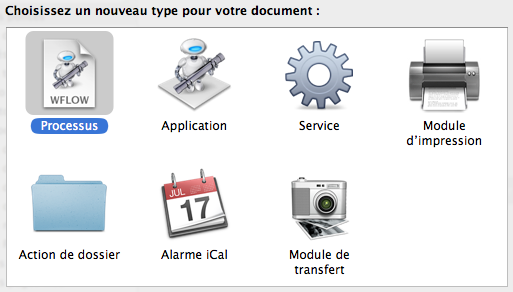 Choisissez un nouveau type pour votre document :
WFLOW
Processus
Application
Service
Module
d'impression
JUL
17
Action de dossier
Alarme iCal
Module de
transfert